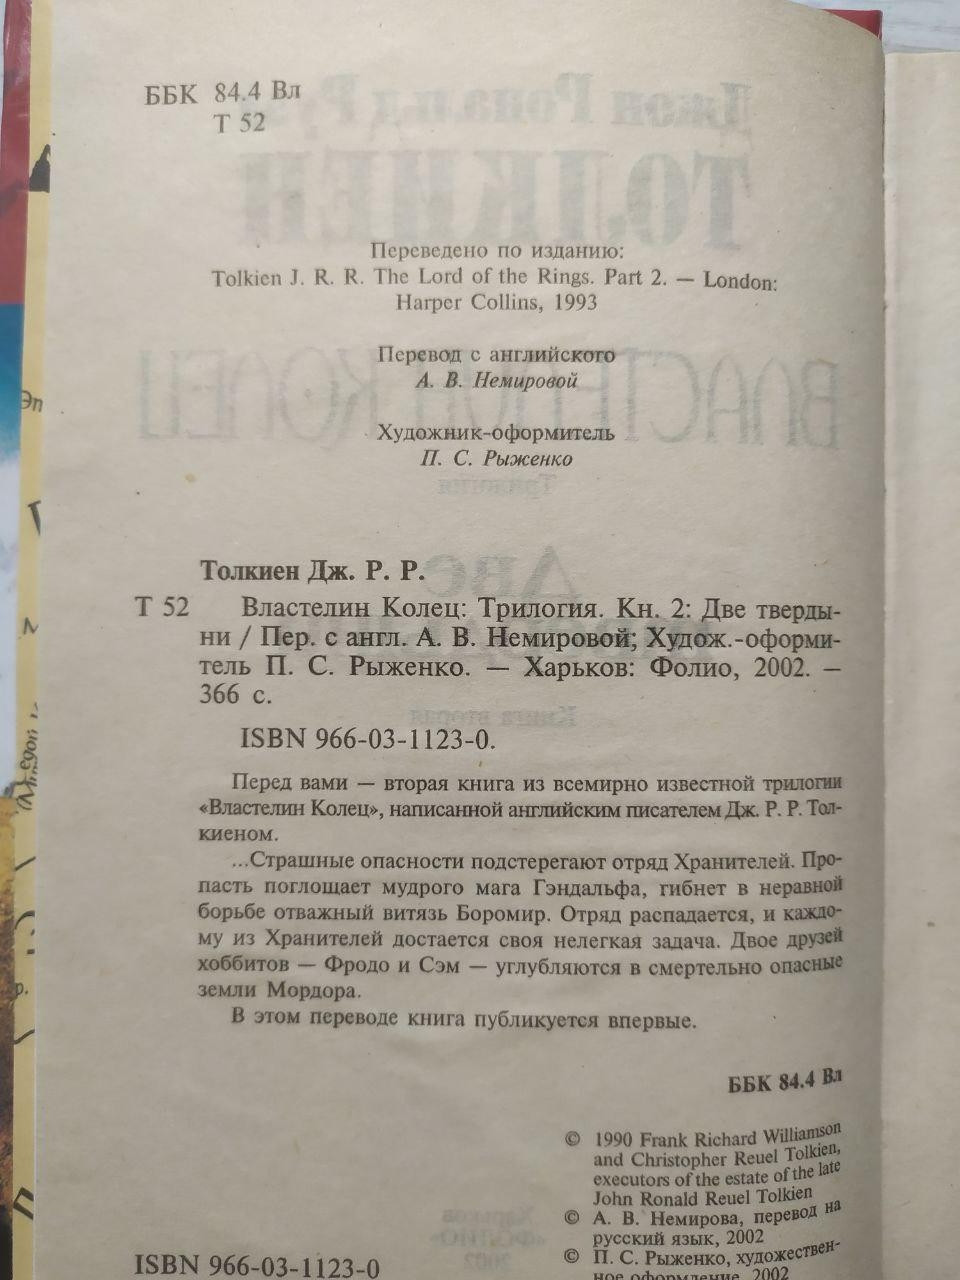 ББК 84.4 Вл
Т 52
Переведено по изданию:
Tolkien J. R. R. The Lord of the Rings. Part 2. — London:
Harper Collins, 1993
Перевод с английского
А. В. Немировой
Художник-оформитель
П. С. Рыженко
Толкиен Дж. Р. Р.
Т 52 Властелин Колец: Трилогия. Кн. 2: Две тверды-
ни / Пер. с англ. А. В. Немировой; Худож.-оформи-
тель П. С. Рыженко. — Харьков: Фолио, 2002. —
366 с.
ISBN 966-03-1123-0.
Перед вами — вторая книга из всемирно известной трилогии
«Властелин Колец», написанной английским писателем Дж. Р. Р. Тол-
киеном.
...Страшные опасности подстерегают отряд Хранителей. Про-
пасть поглощает мудрого мага Гэндальфа, гибнет в неравной
борьбе отважный витязь Боромир. Отряд распадается, и каждо-
му из Хранителей достается своя нелегкая задача. Двое друзей
хоббитов — Фродо и Сэм — углубляются в смертельно опасные
земли Мордора.
В этом переводе книга публикуется впервые.
ББК 84.4 Вл
© 1990 Frank Richard Williamson
and Christopher Reuel Tolkien,
executors of the estate of the late
John Ronald Reuel Tolkien
© А. В. Немирова, перевод на
русский язык, 2002
© П. С. Рыженко, художествен-
ное оформление, 2002
ISBN 966-03-1123-0